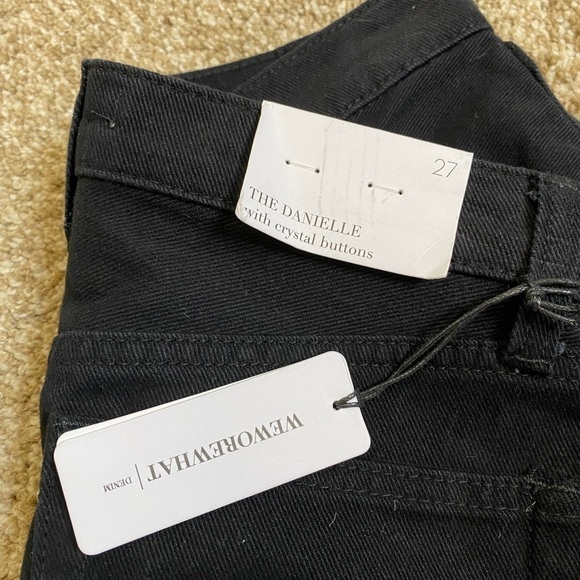 27
THE DANIELLE
with crystal buttons
WEWOREWHAT | DENIM